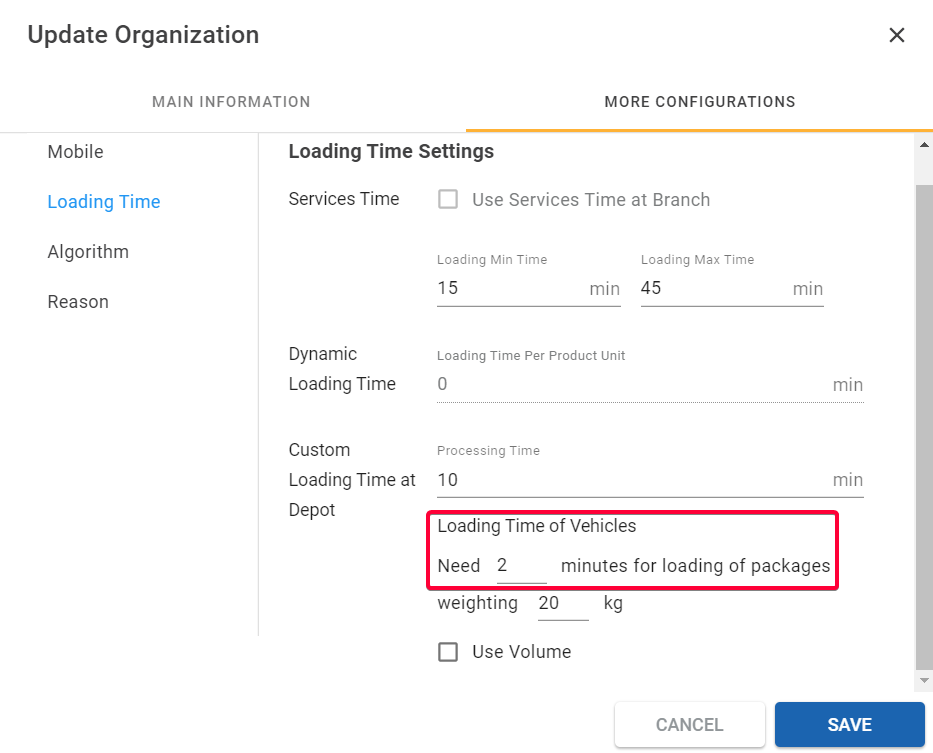 Update Organization
MAIN INFORMATION
MORE CONFIGURATIONS
Mobile
Loading Time
Algorithm
Reason
Loading Time Settings
Services Time
Use Services Time at Branch
Loading Min Time
Loading Max Time
15 min
45 min
Dynamic
Loading Time
Loading Time Per Product Unit
0 min
Custom
Loading Time at
Depot
Processing Time
10 min
Loading Time of Vehicles
Need 2 minutes for loading of packages
weighting 20 kg
Use Volume
CANCEL
SAVE